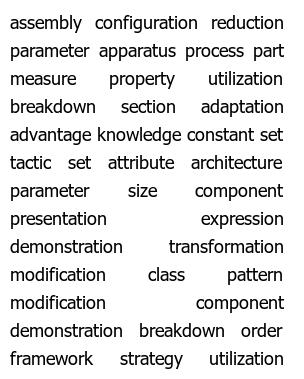 assembly configuration reduction
parameter apparatus process part
measure property utilization
breakdown section adaptation
advantage knowledge constant set
tactic set attribute architecture
parameter size component
presentation expression
demonstration transformation
modification class pattern
modification component
demonstration breakdown order
framework strategy utilization